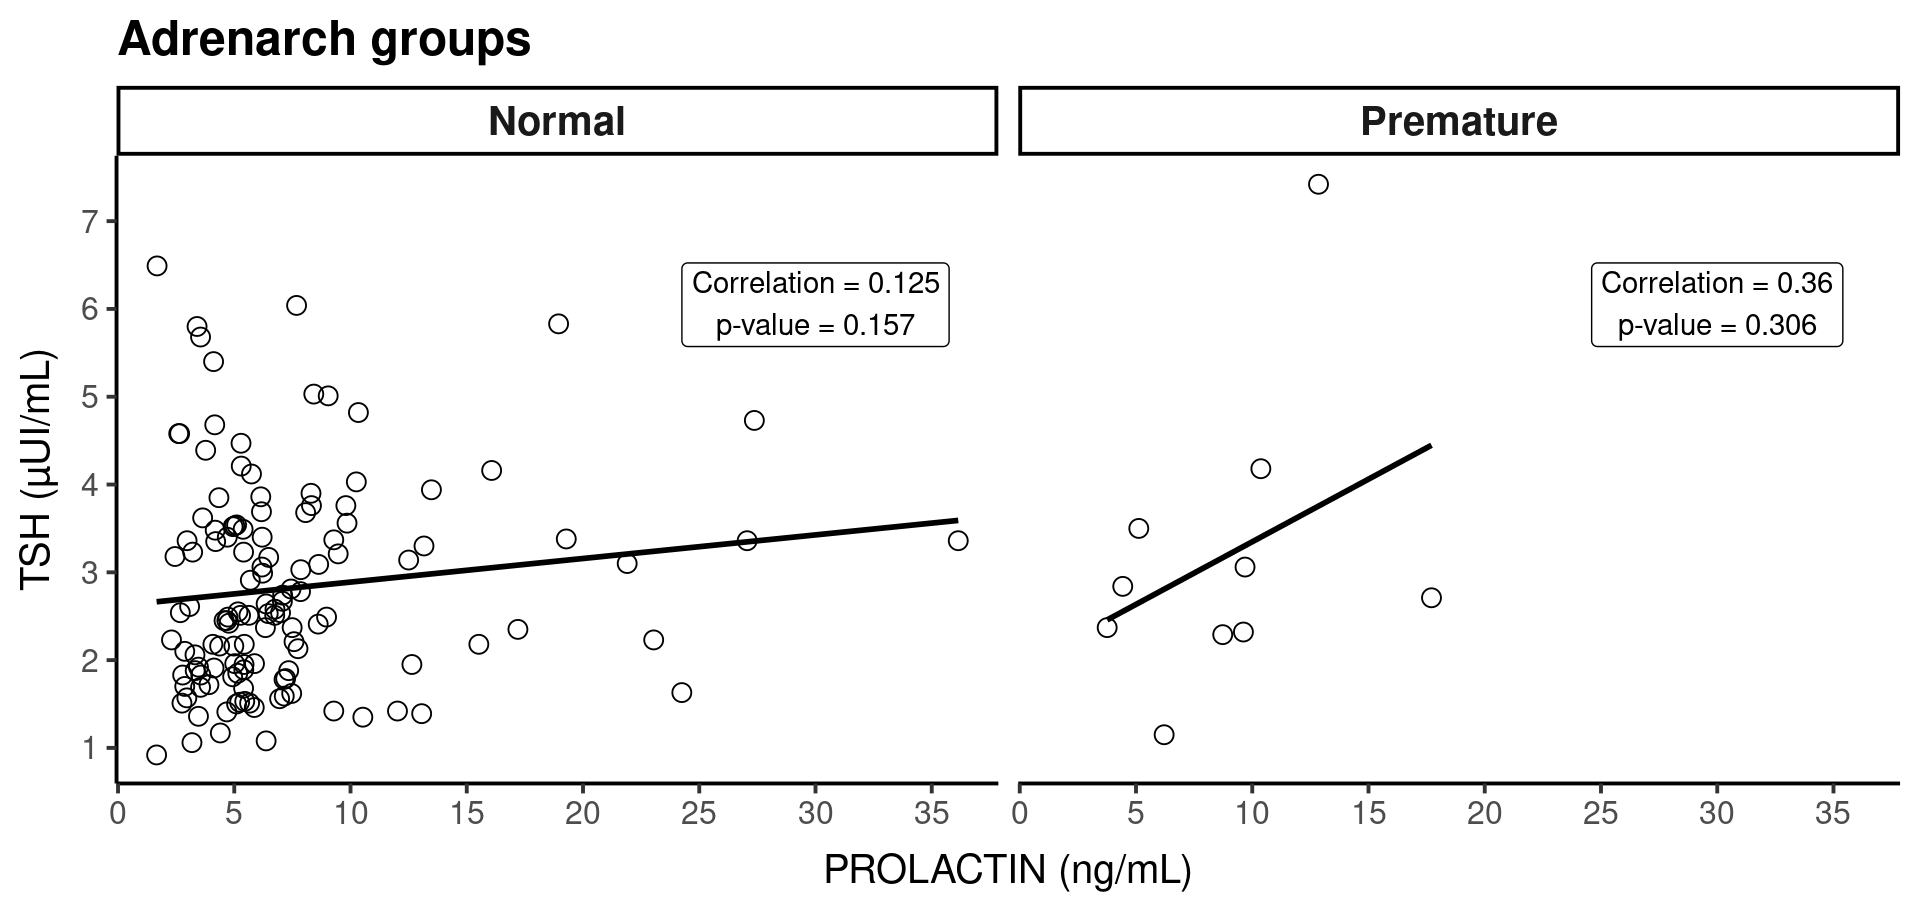 Adrenarch groups
Normal
Premature
7
6
5
4
3
2
1
TSH (µUI/mL)
Correlation = 0.125
p-value = 0.157
Correlation = 0.36
p-value = 0.306
0 5 10 15 20 25 30 35
0 5 10 15 20 25 30 35
PROLACTIN (ng/mL)